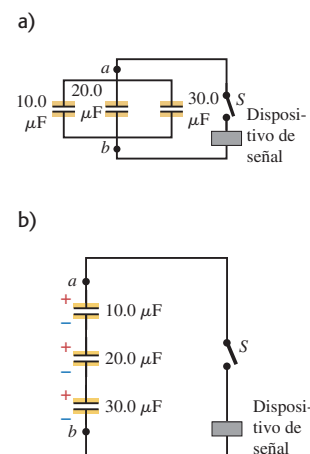 a)
a
20.0
μF
10.0
μF
30.0
μF
S
Disposi-
tivo de
señal
b
b)
a
+
10.0 μF
–
S
+
20.0 μF
–
+
30.0 μF
–
b
Disposi-
tivo de
señal